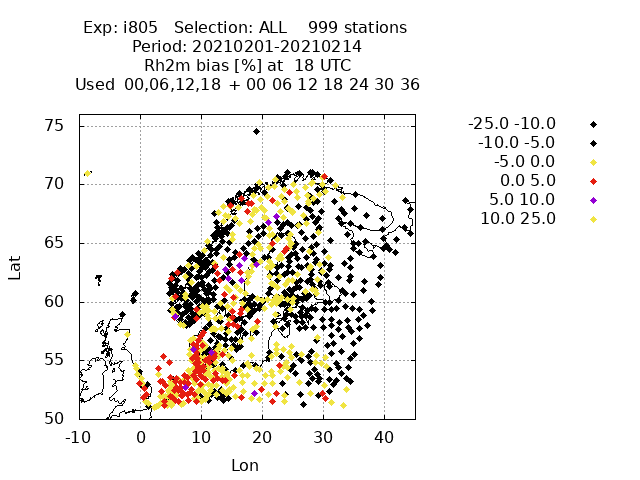 Exp: i805 Selection: ALL 999 stations
Period: 20210201-20210214
Rh2m bias [%] at 18 UTC
Used 00,06,12,18 + 00 06 12 18 24 30 36
-25.0 -10.0
-10.0 -5.0
-5.0 0.0
0.0 5.0
5.0 10.0
10.0 25.0
75
70
65
60
55
50
Lat
-10 0 10 20 30 40
Lon